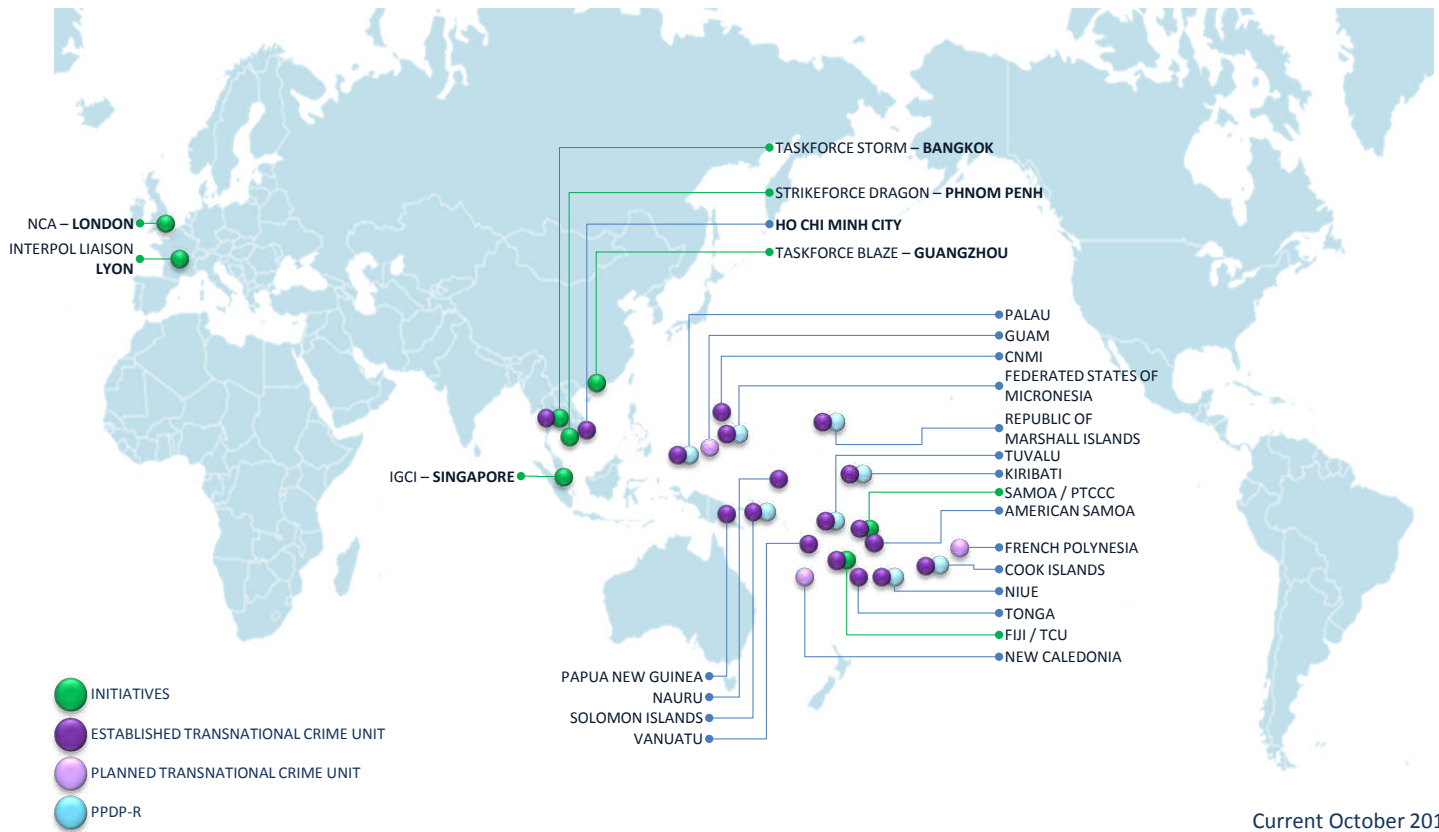 TASKFORCE STORM – BANGKOK
STRIKEFORCE DRAGON – PHNOM PENH
NCA – LONDON
HO CHI MINH CITY
INTERPOL LIAISON
LYON
TASKFORCE BLAZE – GUANGZHOU
PALAU
GUAM
CNMI
FEDERATED STATES OF
MICRONESIA
REPUBLIC OF
MARSHALL ISLANDS
TUVALU
KIRIBATI
IGCI – SINGAPORE
SAMOA / PTCCC
AMERICAN SAMOA
FRENCH POLYNESIA
COOK ISLANDS
NIUE
TONGA
FIJI / TCU
NEW CALEDONIA
PAPUA NEW GUINEA
NAURU
SOLOMON ISLANDS
VANUATU
INITIATIVES
ESTABLISHED TRANSNATIONAL CRIME UNIT
PLANNED TRANSNATIONAL CRIME UNIT
PPDP-R
Current October 201